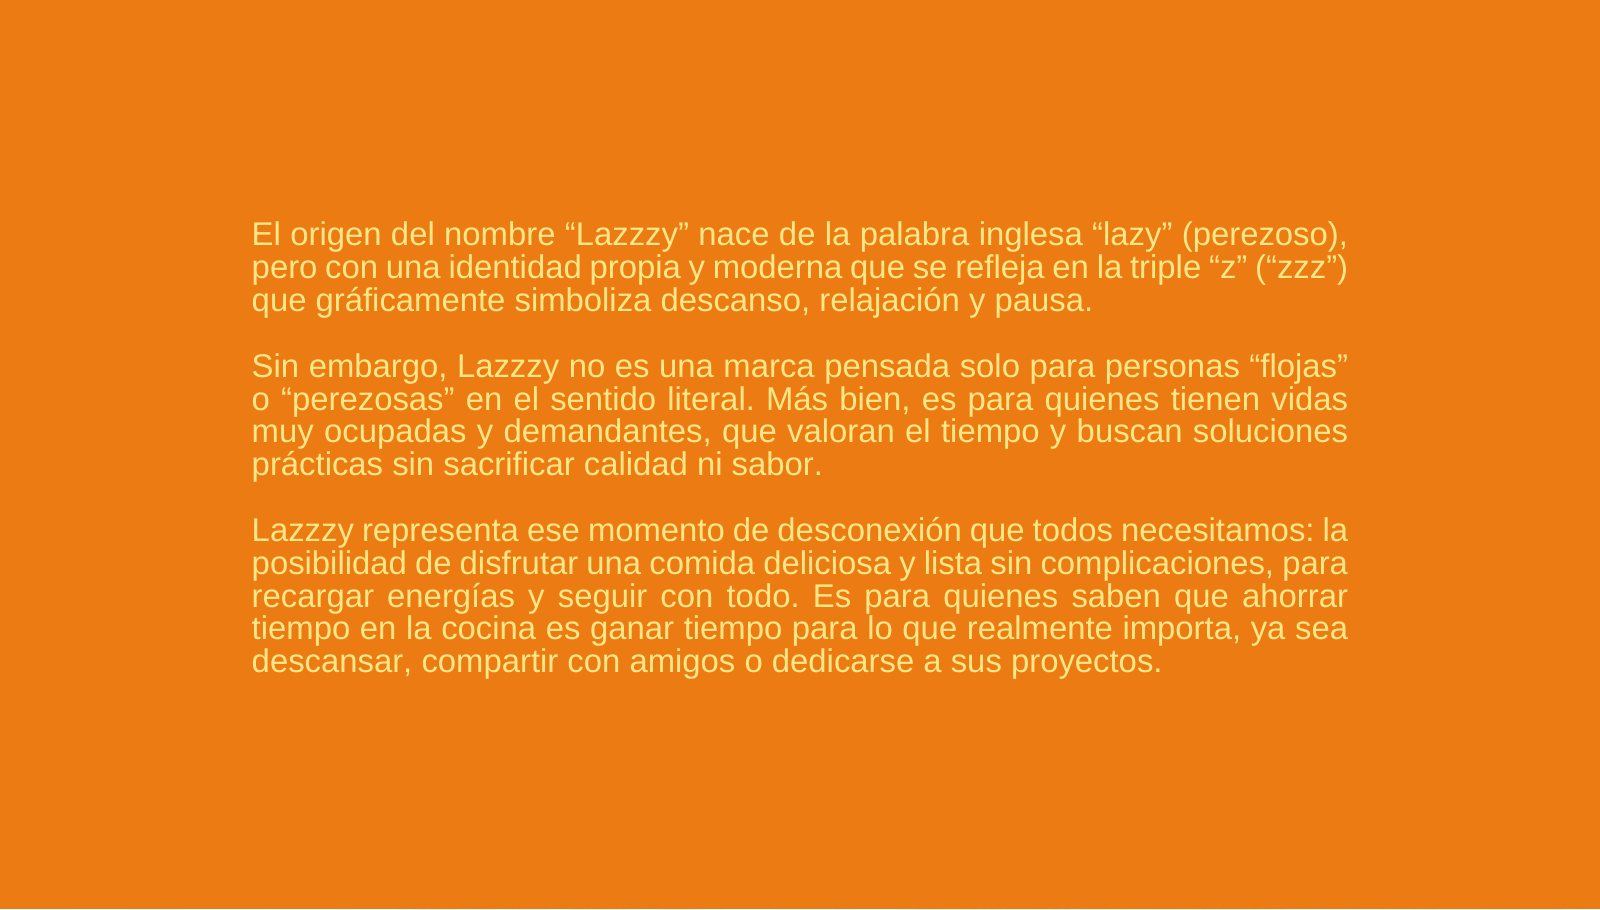 El origen del nombre “Lazzzy” nace de la palabra inglesa “lazy” (perezoso),
pero con una identidad propia y moderna que se refleja en la triple “z” (“zzz”)
que gráficamente simboliza descanso, relajación y pausa.
Sin embargo, Lazzzy no es una marca pensada solo para personas “flojas”
o “perezosas” en el sentido literal. Más bien, es para quienes tienen vidas
muy ocupadas y demandantes, que valoran el tiempo y buscan soluciones
prácticas sin sacrificar calidad ni sabor.
Lazzzy representa ese momento de desconexión que todos necesitamos: la
posibilidad de disfrutar una comida deliciosa y lista sin complicaciones, para
recargar energías y seguir con todo. Es para quienes saben que ahorrar
tiempo en la cocina es ganar tiempo para lo que realmente importa, ya sea
descansar, compartir con amigos o dedicarse a sus proyectos.